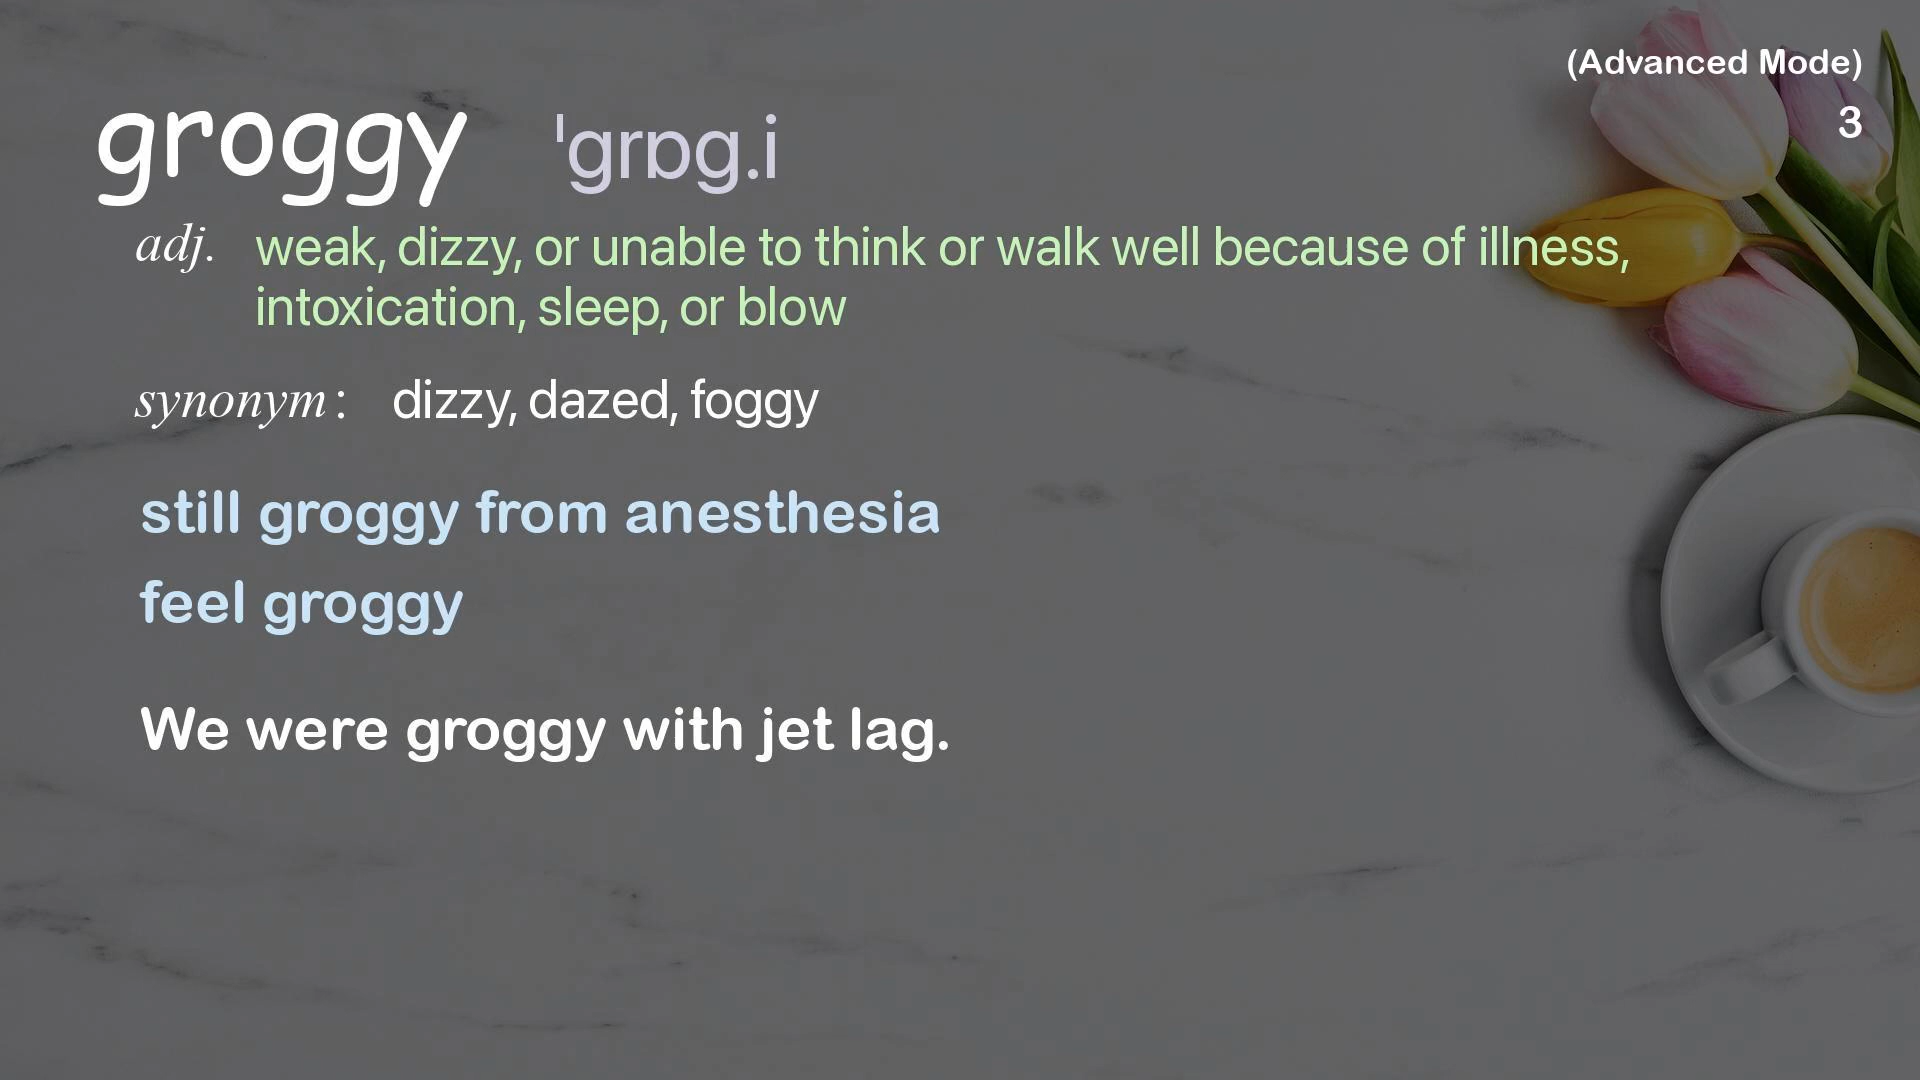 (Advanced Mode)
3
groggy ˈɡrɒɡ.i
adj. weak, dizzy, or unable to think or walk well because of illness,
intoxication, sleep, or blow
synonym: dizzy, dazed, foggy
still groggy from anesthesia
feel groggy
We were groggy with jet lag.